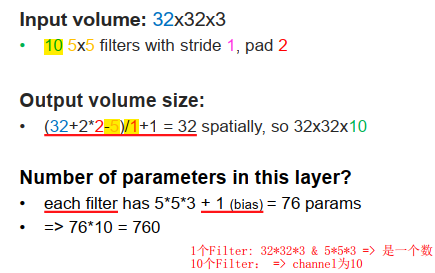 Input volume: 32x32x3
• 10 5x5 filters with stride 1, pad 2
Output volume size:
• (32+2*2-5)/1+1 = 32 spatially, so 32x32x10
Number of parameters in this layer?
• each filter has 5*5*3 + 1 (bias) = 76 params
• => 76*10 = 760
1个Filter: 32*32*3 & 5*5*3 => 是一个数
10个Filter: => channel为10